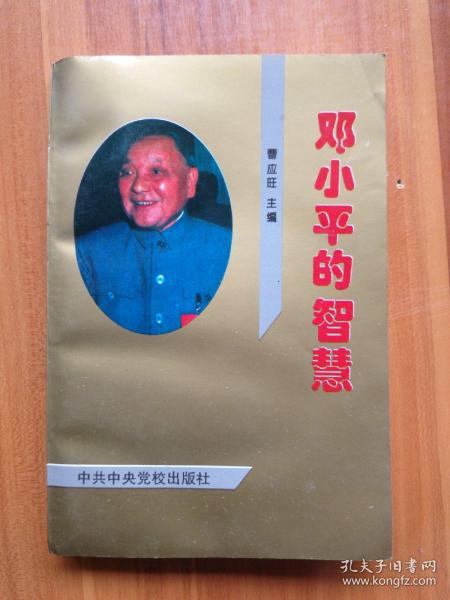 邓小平的智慧
曹应旺 主编
中共中央党校出版社
孔夫子旧书网
www.kongfz.com